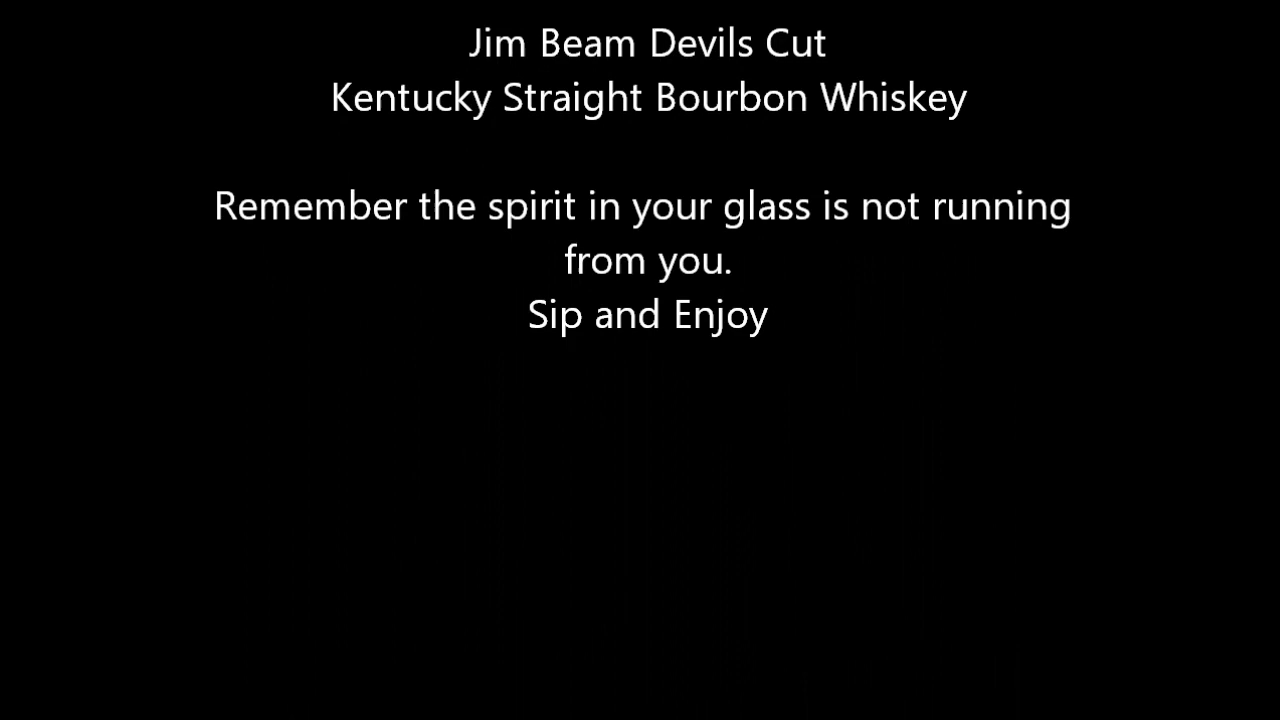 Jim Beam Devils Cut
Kentucky Straight Bourbon Whiskey
Remember the spirit in your glass is not running
from you.
Sip and Enjoy